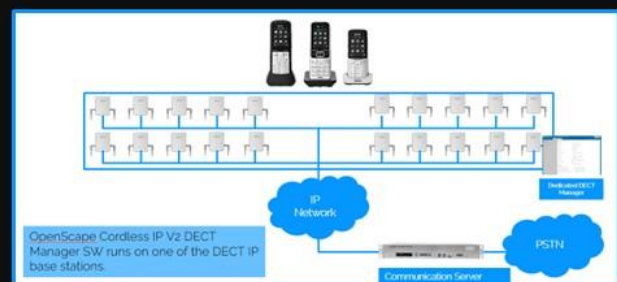 Dedicated DECT
Manager
IP
Network
PSTN
OpenScape Cordless IP V2 DECT
Manager SW runs on one of the DECT IP
base stations.
Communication Server